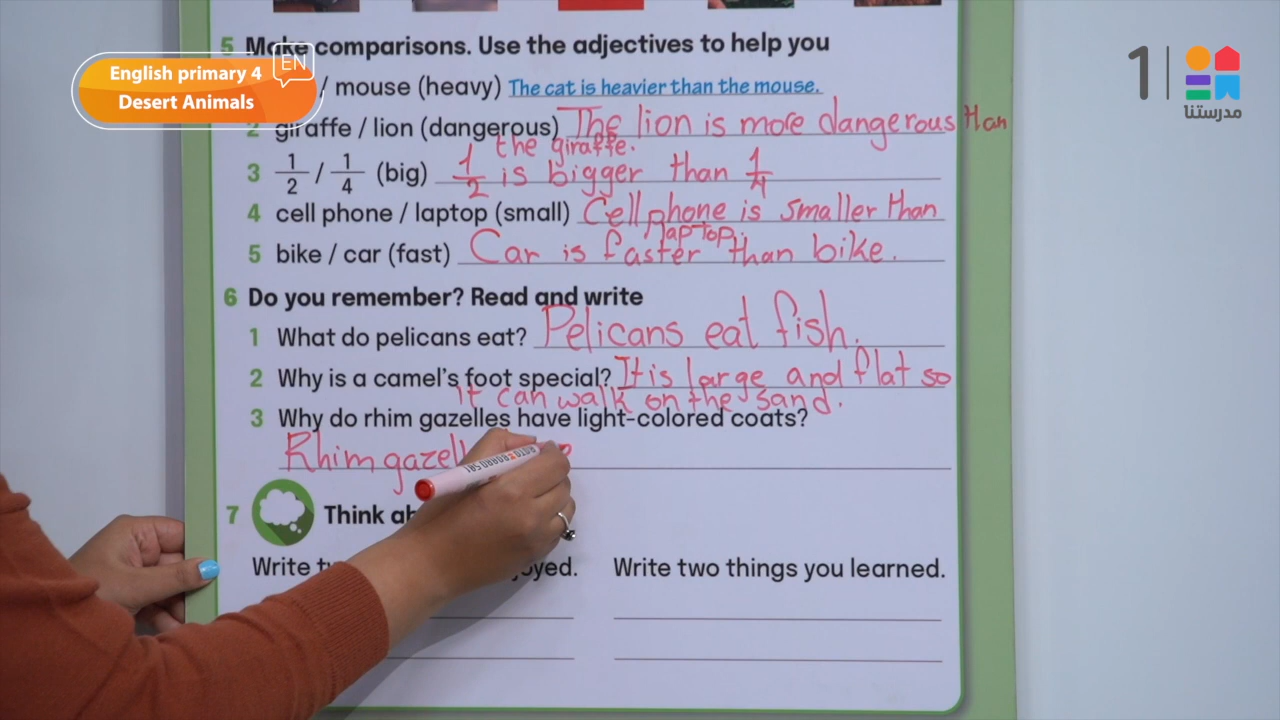 English primary 4
EN
Desert Animals
1
مدرستنا
5 Make comparisons. Use the adjectives to help you
/ mouse (heavy) The cat is heavier than the mouse.
2 giraffe / lion (dangerous) The lion is more dangerous than
the giraffe.
3 1/2 / 1/4 (big) 1/2 is bigger than 1/4
4 cell phone / laptop (small) Cell phone is smaller than
laptop.
5 bike / car (fast) Car is faster than bike.
6 Do you remember? Read and write
1 What do pelicans eat? Pelicans eat fish.
2 Why is a camel's foot special? It is large and flat so
it can walk on the sand.
3 Why do rhim gazelles have light-colored coats?
Rhim gazell
7 Think ab
Write tw oyed.
Write two things you learned.